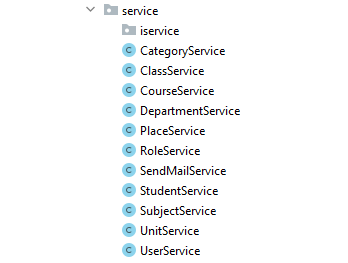 service
iservice
CategoryService
ClassService
CourseService
DepartmentService
PlaceService
RoleService
SendMailService
StudentService
SubjectService
UnitService
UserService